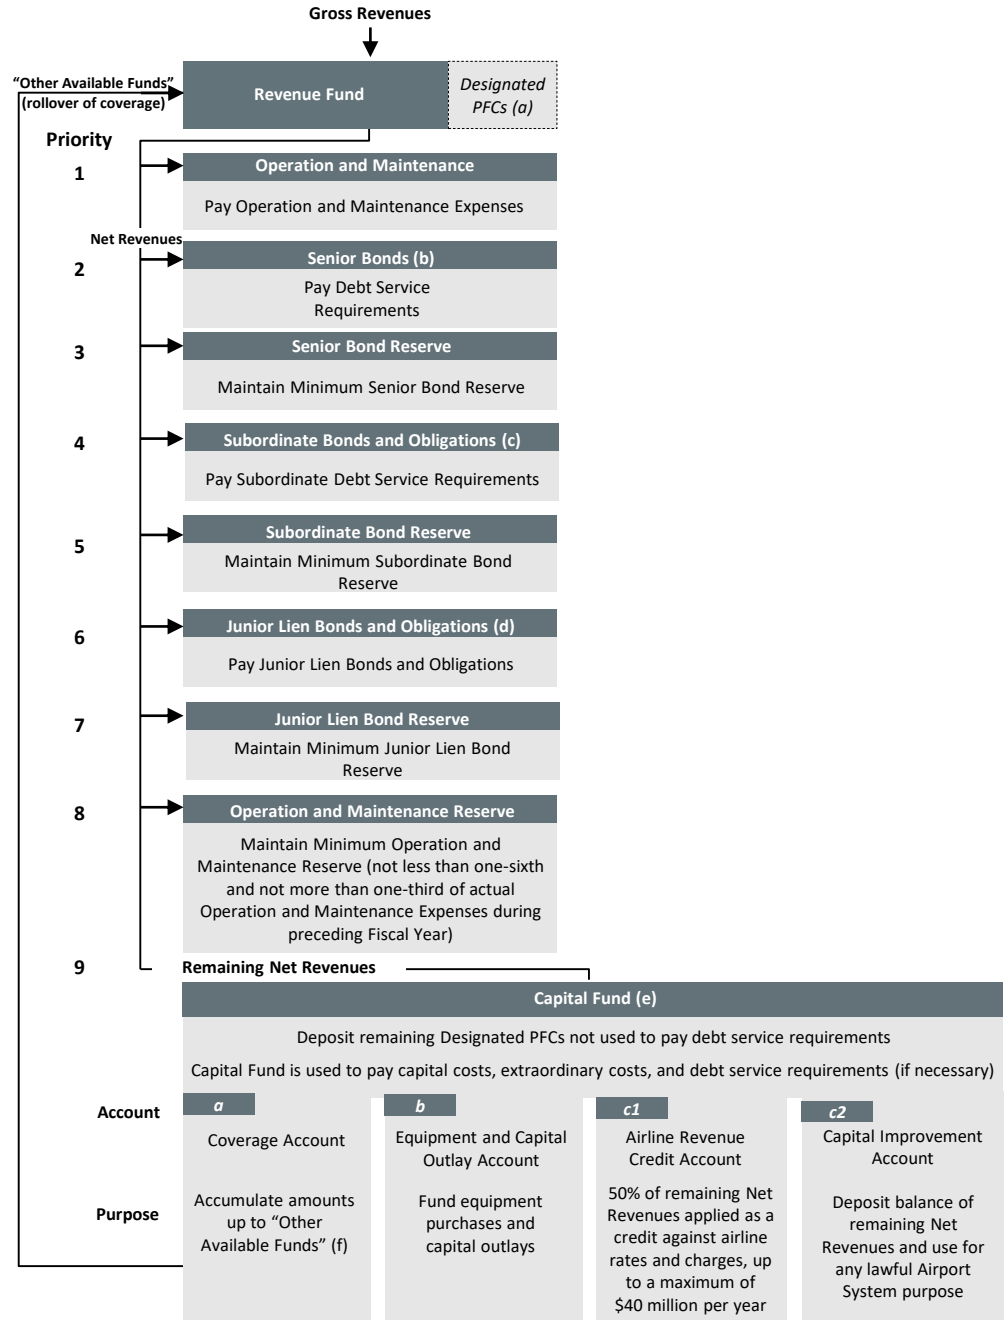 Gross Revenues
“Other Available Funds”
(rollover of coverage)
Revenue Fund
Designated
PFCs (a)
Priority
1
Operation and Maintenance
Pay Operation and Maintenance Expenses
Net Revenues
2
Senior Bonds (b)
Pay Debt Service
Requirements
3
Senior Bond Reserve
Maintain Minimum Senior Bond Reserve
4
Subordinate Bonds and Obligations (c)
Pay Subordinate Debt Service Requirements
5
Subordinate Bond Reserve
Maintain Minimum Subordinate Bond
Reserve
6
Junior Lien Bonds and Obligations (d)
Pay Junior Lien Bonds and Obligations
7
Junior Lien Bond Reserve
Maintain Minimum Junior Lien Bond
Reserve
8
Operation and Maintenance Reserve
Maintain Minimum Operation and
Maintenance Reserve (not less than one-sixth
and not more than one-third of actual
Operation and Maintenance Expenses during
preceding Fiscal Year)
9
Remaining Net Revenues
Capital Fund (e)
Deposit remaining Designated PFCs not used to pay debt service requirements
Capital Fund is used to pay capital costs, extraordinary costs, and debt service requirements (if necessary)
Account
a
Coverage Account
b
Equipment and Capital
Outlay Account
c1
Airline Revenue
Credit Account
c2
Capital Improvement
Account
Purpose
Accumulate amounts
up to “Other
Available Funds” (f)
Fund equipment
purchases and
capital outlays
50% of remaining Net
Revenues applied as a
credit against airline
rates and charges, up
to a maximum of
$40 million per year
Deposit balance of
remaining Net
Revenues and use for
any lawful Airport
System purpose